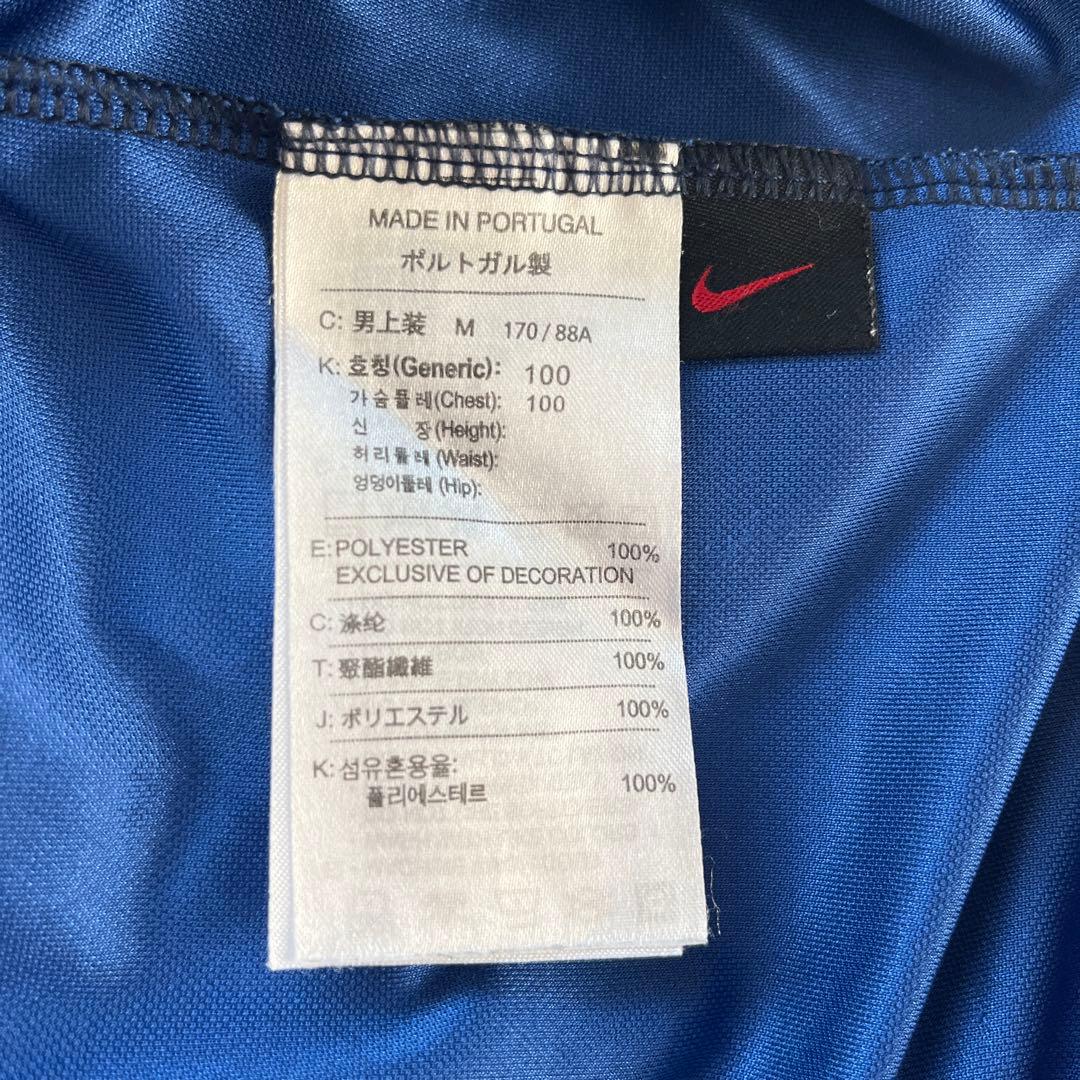 MADE IN PORTUGAL
ポルトガル製
C: 男上装 M 170/88A
K: 호칭(Generic): 100
가슴둘레(Chest): 100
신 장(Height):
허리둘레(Waist):
엉덩이둘레(Hip):
E:POLYESTER 100%
EXCLUSIVE OF DECORATION
C: 涤纶 100%
T: 聚酯纖維 100%
J: ポリエステル 100%
K: 섬유혼용율:
폴리에스테르 100%